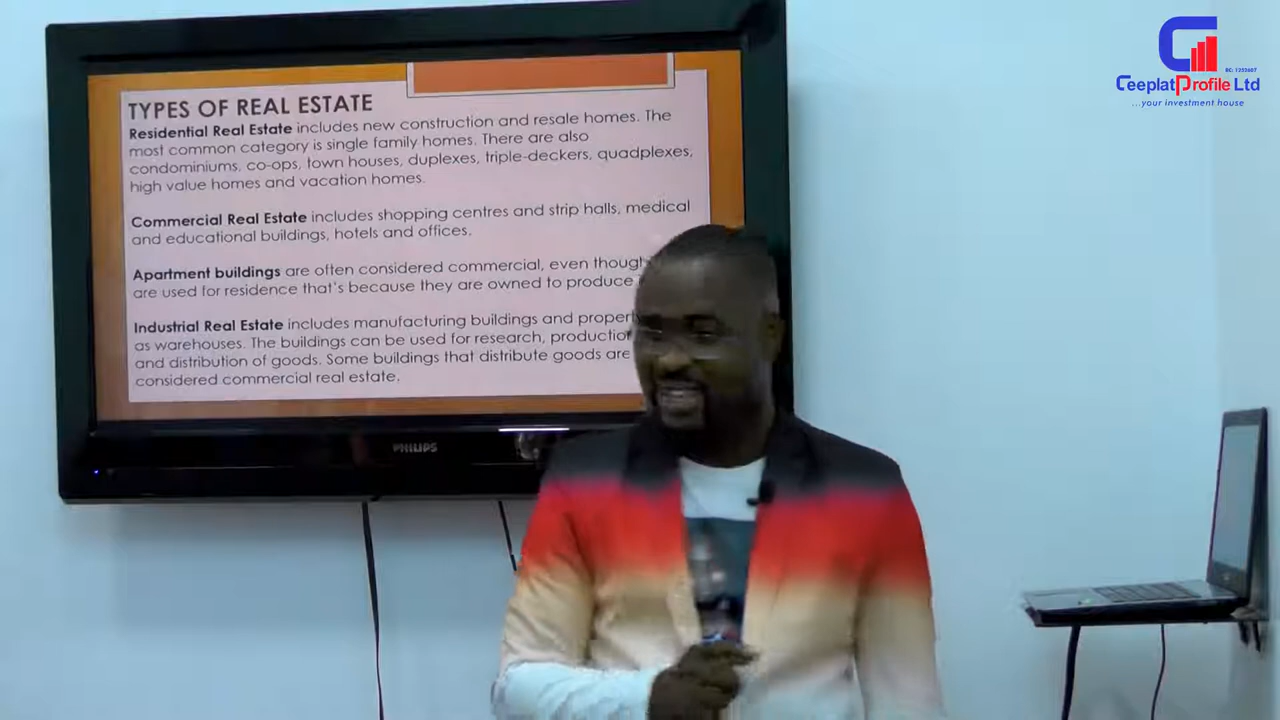 TYPES OF REAL ESTATE
Residential Real Estate includes new construction and resale homes. The
most common category is single family homes. There are also
condominiums, co-ops, town houses, duplexes, triple-deckers, quadplexes,
high value homes and vacation homes.
Commercial Real Estate includes shopping centres and strip halls, medical
and educational buildings, hotels and offices.
Apartment buildings are often considered commercial, even though
are used for residence that's because they are owned to produce
Industrial Real Estate includes manufacturing buildings and
as warehouses. The buildings can be used for research,
and distribution of goods. Some buildings that distribute goods are
considered commercial real estate.
PHILIPS
RC: 1252607
CeeplatProfile Ltd
...your investment house